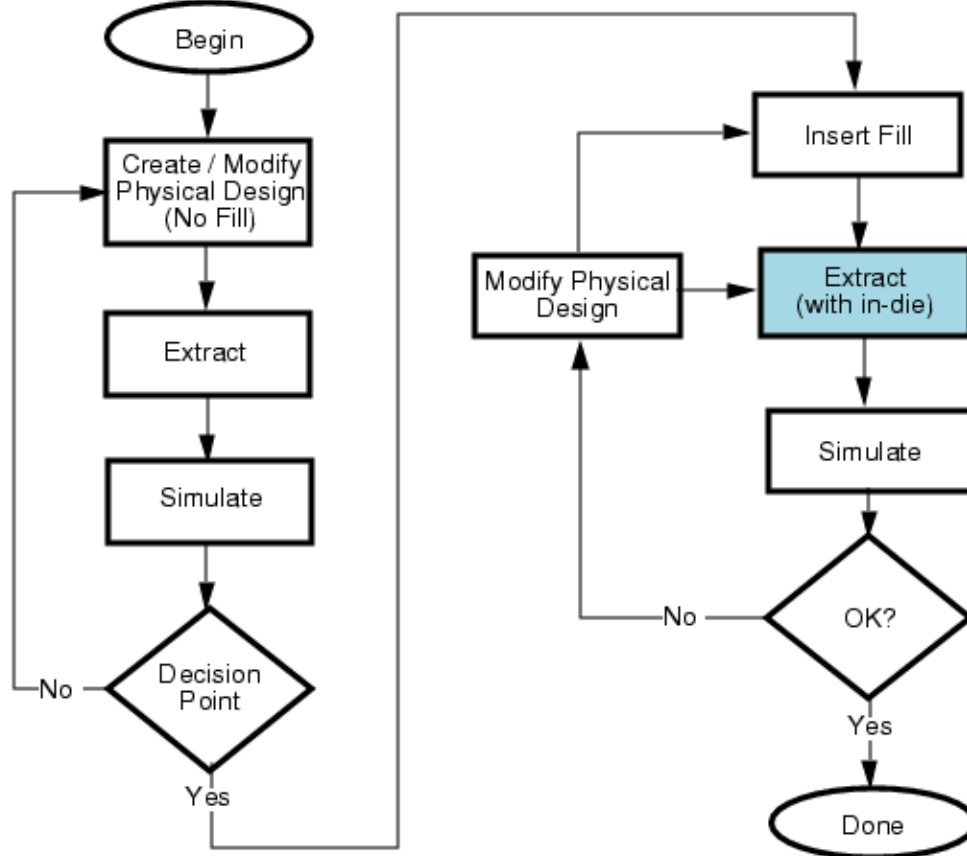 Begin
Create / Modify
Physical Design
(No Fill)
Extract
Simulate
Decision
Point
No
Yes
Insert Fill
Modify Physical
Design
Extract
(with in-die)
Simulate
OK?
No
Yes
Done